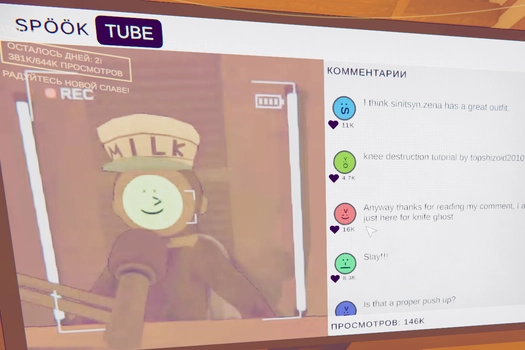 SPÖÖK TUBE
ОСТАЛОСЬ ДНЕЙ: 2!
381K/644K ПРОСМОТРОВ
РАДУЙТЕСЬ НОВОЙ СЛАВЕ!
REC
MILK
КОММЕНТАРИИ
I think sinitsyn.zena has a great outfit.
11K
knee destruction tutorial by topshizoid2010
4.7K
Anyway thanks for reading my comment, i a
just here for knife ghost
16K
Slay!!!
Is that a proper push up?
ПРОСМОТРОВ: 146K